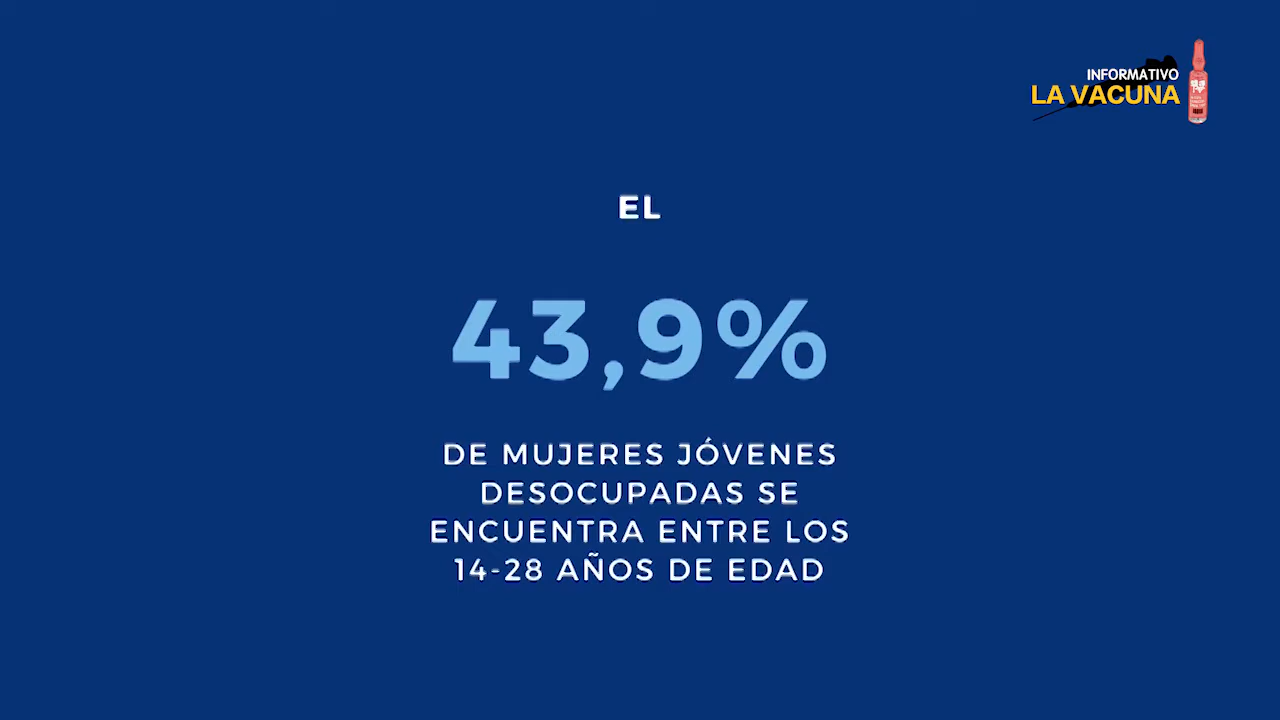 INFORMATIVO
LA VACUNA
EL
43,9%
DE MUJERES JÓVENES
DESOCUPADAS SE
ENCUENTRA ENTRE LOS
14-28 AÑOS DE EDAD